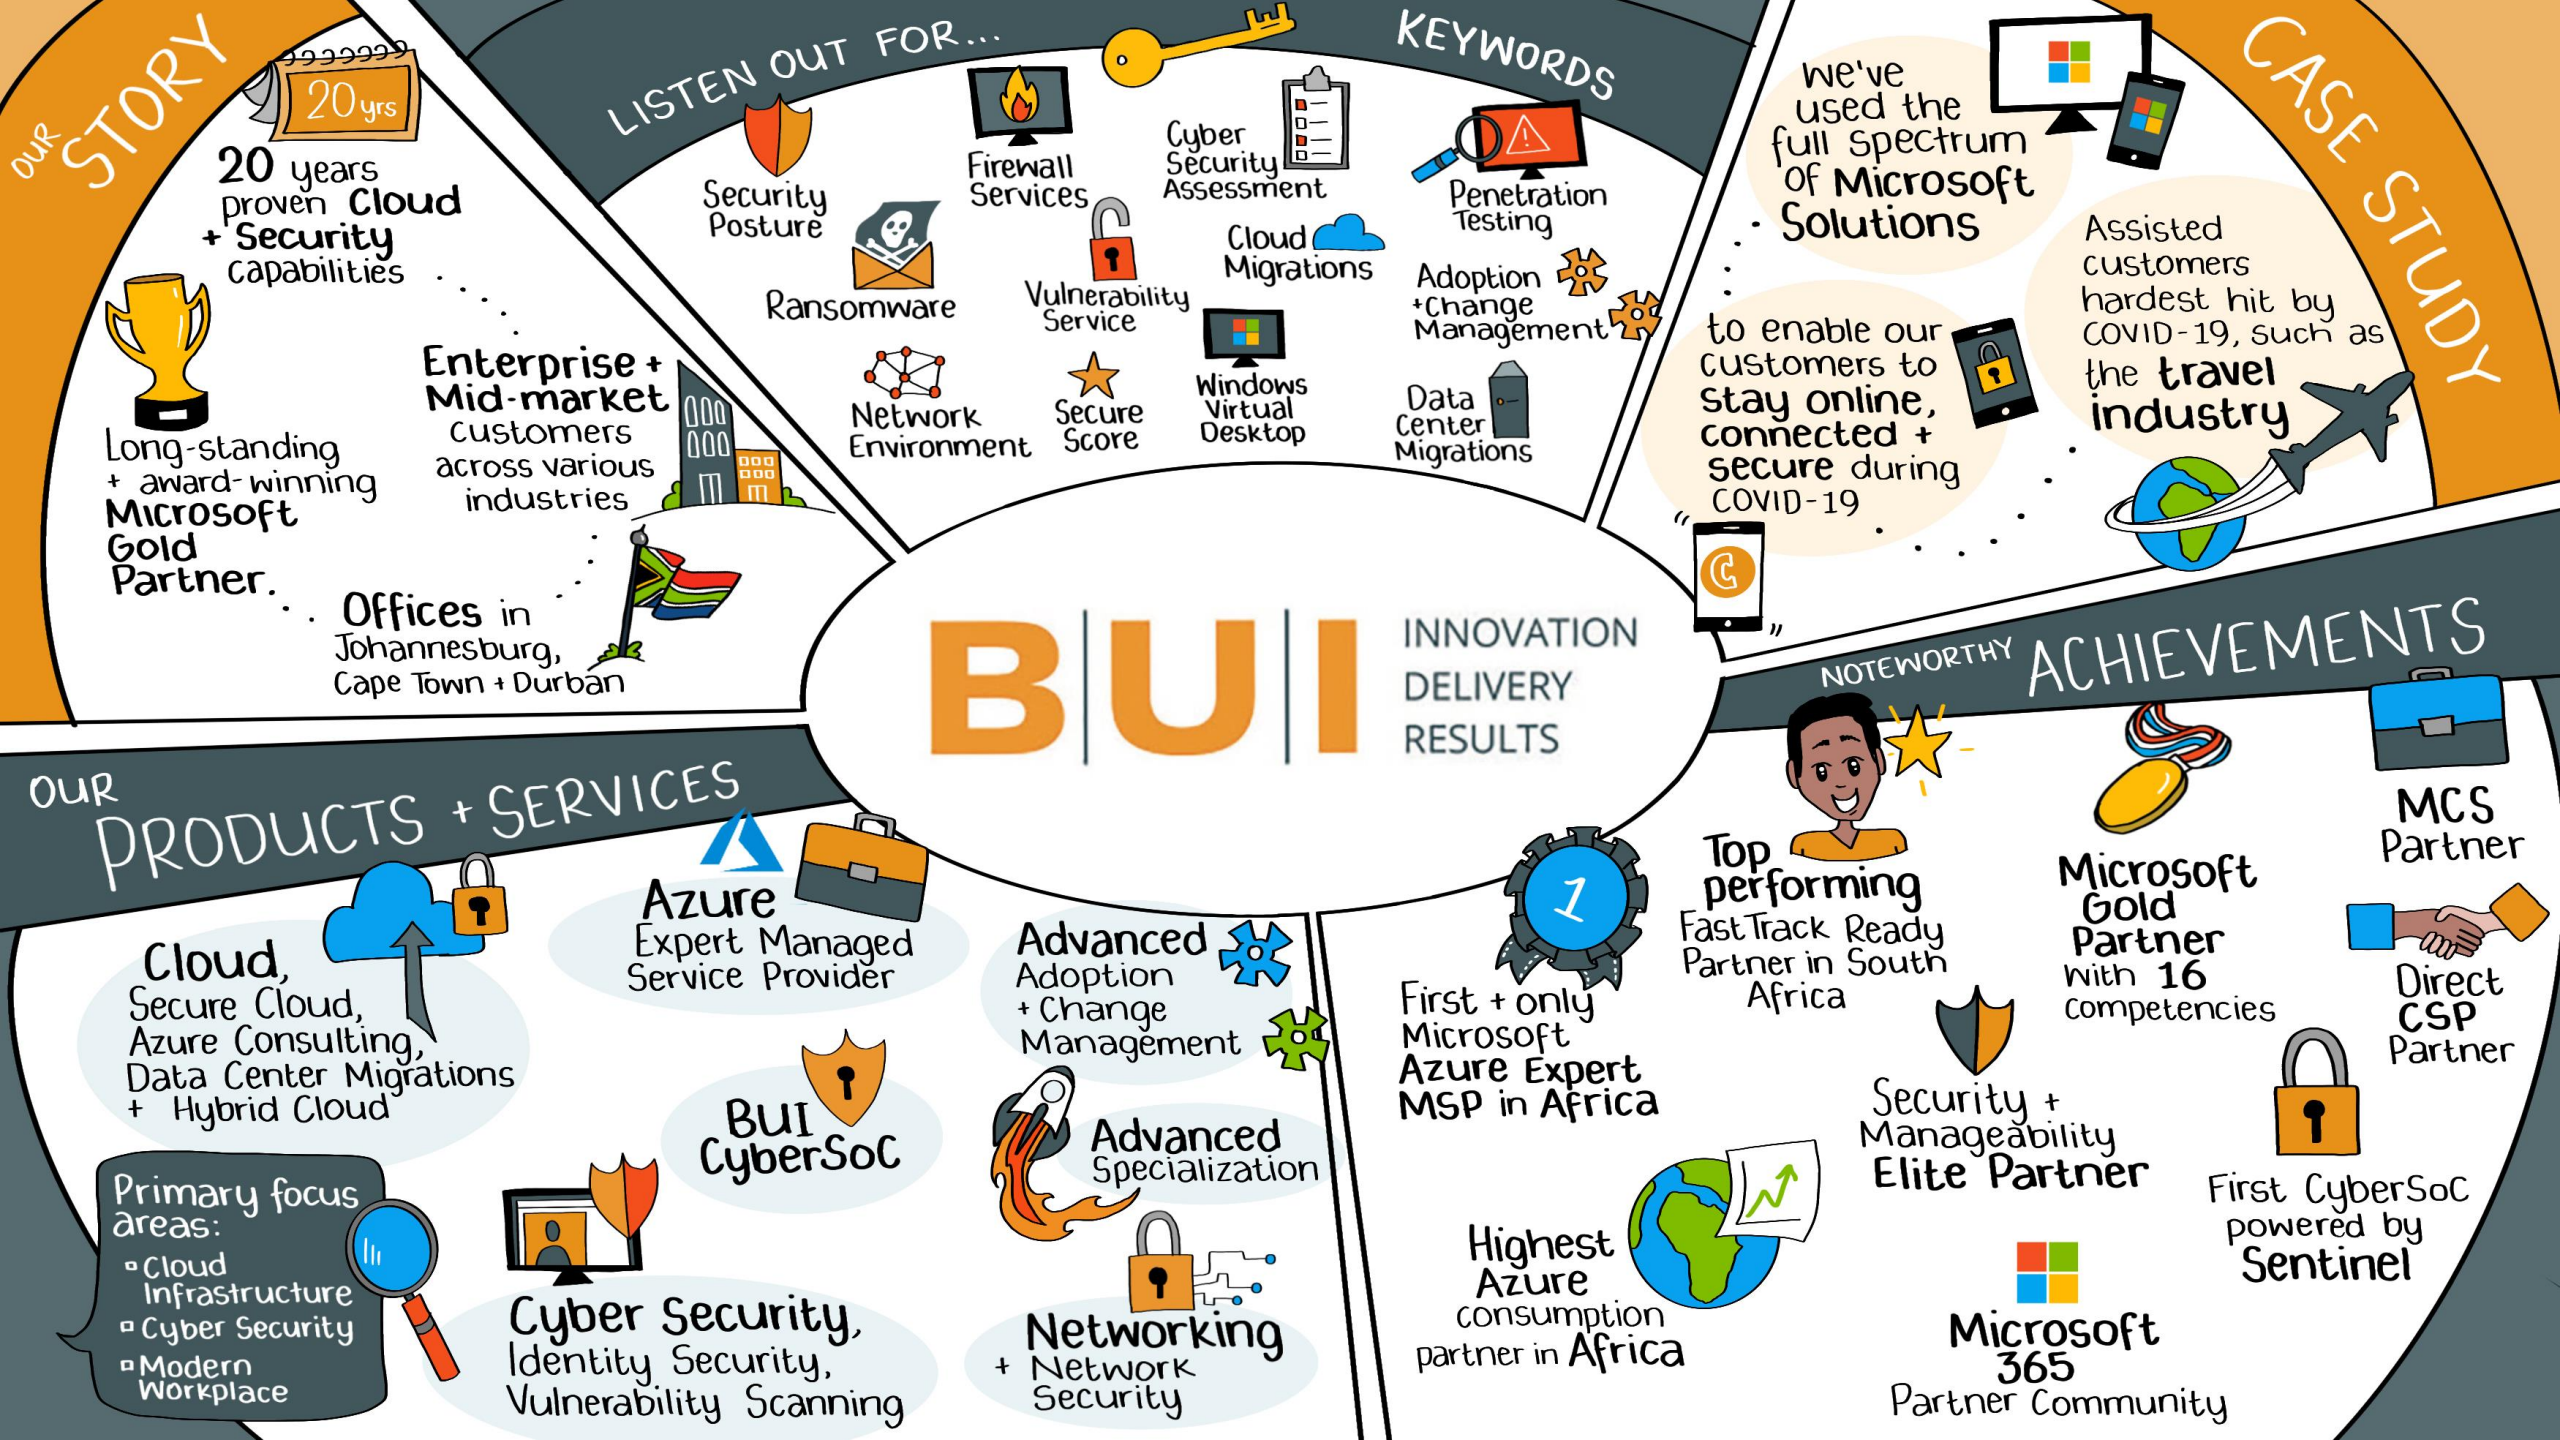 OUR
STORY
20 yrs
20 years
proven Cloud
+ Security
capabilities
Long-standing
+ award-winning
Microsoft
Gold
Partner.
Enterprise +
Mid-market
customers
across various
industries
Offices in
Johannesburg,
Cape Town + Durban
LISTEN OUT FOR...
KEYWORDS
Security
Posture
Firewall
Services
Cyber
Security
Assessment
Penetration
Testing
Ransomware
Vulnerability
Service
Cloud
Migrations
Adoption
+Change
Management
Network
Environment
Secure
Score
Windows
Virtual
Desktop
Data
Center
Migrations
CASE STUDY
We've
used the
full spectrum
of Microsoft
Solutions
to enable our
customers to
stay online,
connected +
secure during
COVID-19
Assisted
customers
hardest hit by
COVID-19, such as
the travel
industry
B|U|I
INNOVATION
DELIVERY
RESULTS
OUR
PRODUCTS + SERVICES
Cloud,
Secure Cloud,
Azure Consulting,
Data Center Migrations
+ Hybrid Cloud
Azure
Expert Managed
Service Provider
Advanced
Adoption
+ Change
Management
BUI
CyberSoC
Advanced
Specialization
Primary focus
areas:
Cloud
Infrastructure
Cyber Security
Modern
Workplace
Cyber Security,
Identity Security,
Vulnerability Scanning
Networking
+ Network
Security
NOTEWORTHY ACHIEVEMENTS
1
First + only
Microsoft
Azure Expert
MSP in Africa
Top
performing
FastTrack Ready
Partner in South
Africa
Microsoft
Gold
Partner
with 16
competencies
MCS
Partner
Direct
CSP
Partner
Security +
Manageability
Elite Partner
First CyberSoC
powered by
Sentinel
Highest
Azure
consumption
partner in Africa
Microsoft
365
Partner Community